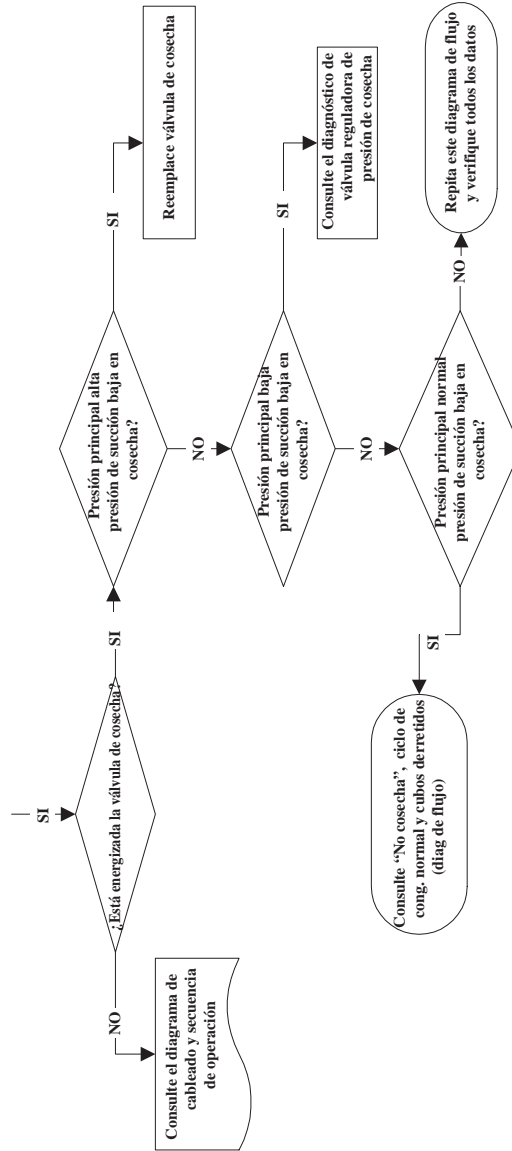 SI
¿Está energizada la válvula de cosecha?
NO
Consulte el diagrama de
cableado y secuencia
de operación
SI
Presión principal alta
presión de succión baja en
cosecha?
SI
Reemplace válvula de cosecha
NO
Presión principal baja
presión de succión baja en
cosecha?
SI
Consulte el diagnóstico de
válvula reguladora de
presión de cosecha
NO
Presión principal normal
presión de succión baja en
cosecha?
SI
Consulte “No cosecha”, ciclo de
cong. normal y cubos derretidos
(diag de flujo)
NO
Repita este diagrama de flujo
y verifique todos los datos